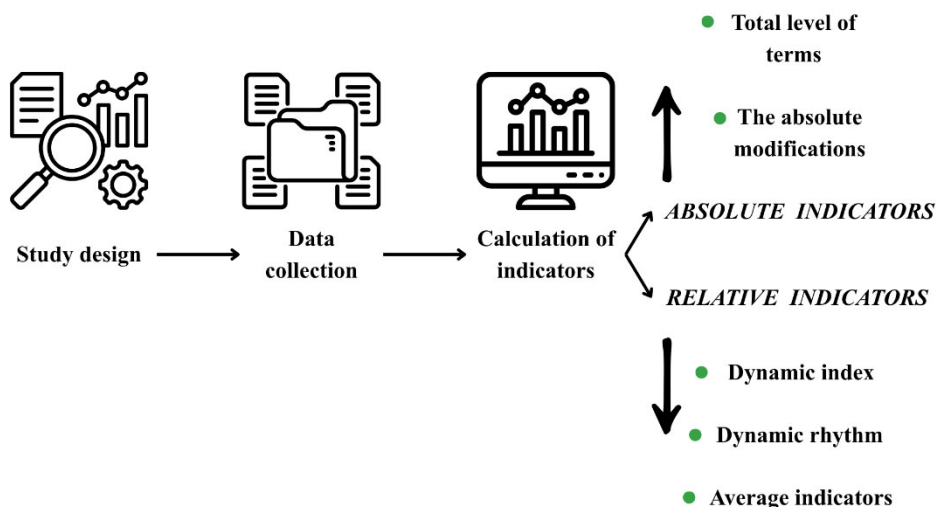 Study design
Data
collection
Calculation of
indicators
Total level of
terms
The absolute
modifications
ABSOLUTE INDICATORS
RELATIVE INDICATORS
Dynamic index
Dynamic rhythm
Average indicators